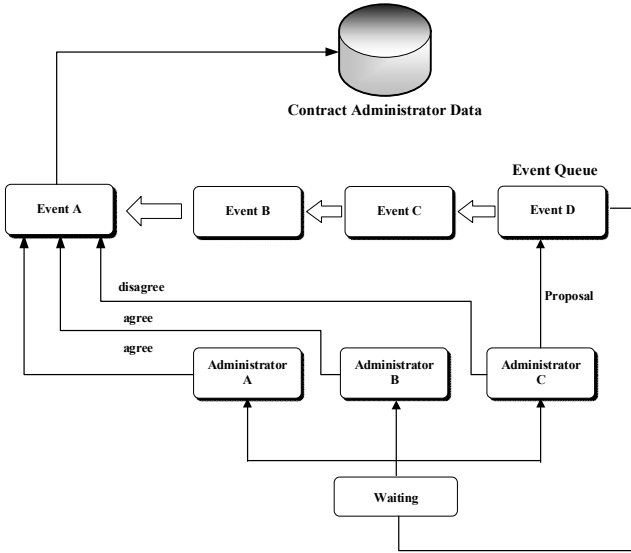 Contract Administrator Data
Event Queue
Event A
Event B
Event C
Event D
disagree
Proposal
agree
agree
Administrator
A
Administrator
B
Administrator
C
Waiting